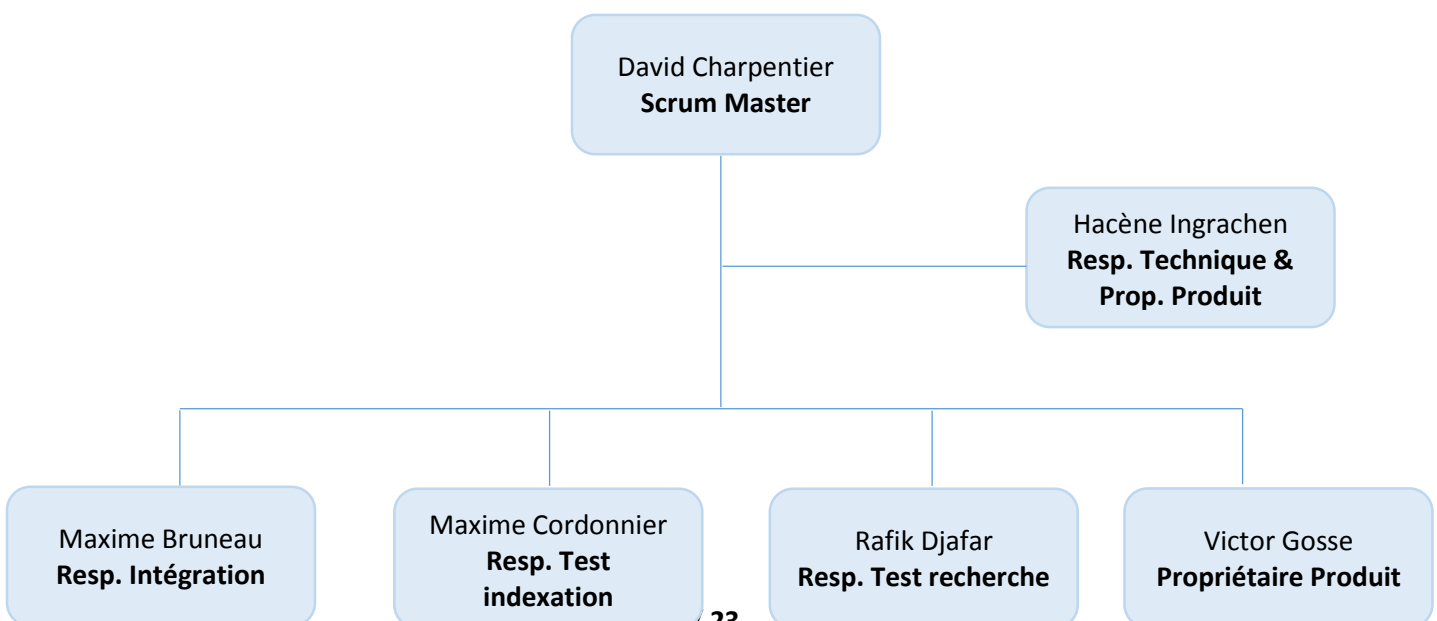 David Charpentier
Scrum Master
Hacène Ingrachen
Resp. Technique &
Prop. Produit
Maxime Bruneau
Resp. Intégration
Maxime Cordonnier
Resp. Test
indexation
Rafik Djafar
Resp. Test recherche
Victor Gosse
Propriétaire Produit
23